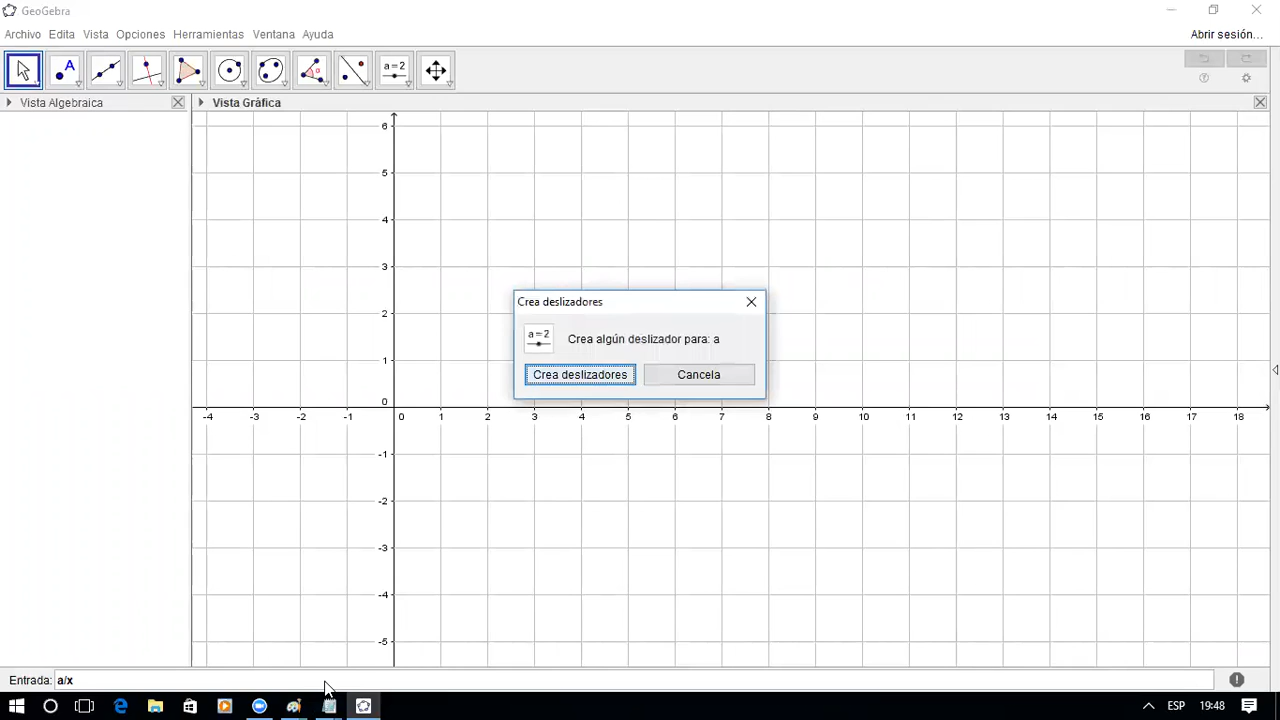 GeoGebra
Archivo Edita Vista Opciones Herramientas Ventana Ayuda
Abrir sesión...
A
α
a=2
Vista Algebraica
Vista Gráfica
6
5
4
3
2
1
0
-4 -3 -2 -1 0 1 2 3 4 5 6 7 8 9 10 11 12 13 14 15 16 17 18
-1
-2
-3
-4
-5
Crea deslizadores
a=2
Crea algún deslizador para: a
Crea deslizadores Cancela
Entrada: a/x
ESP 19:48